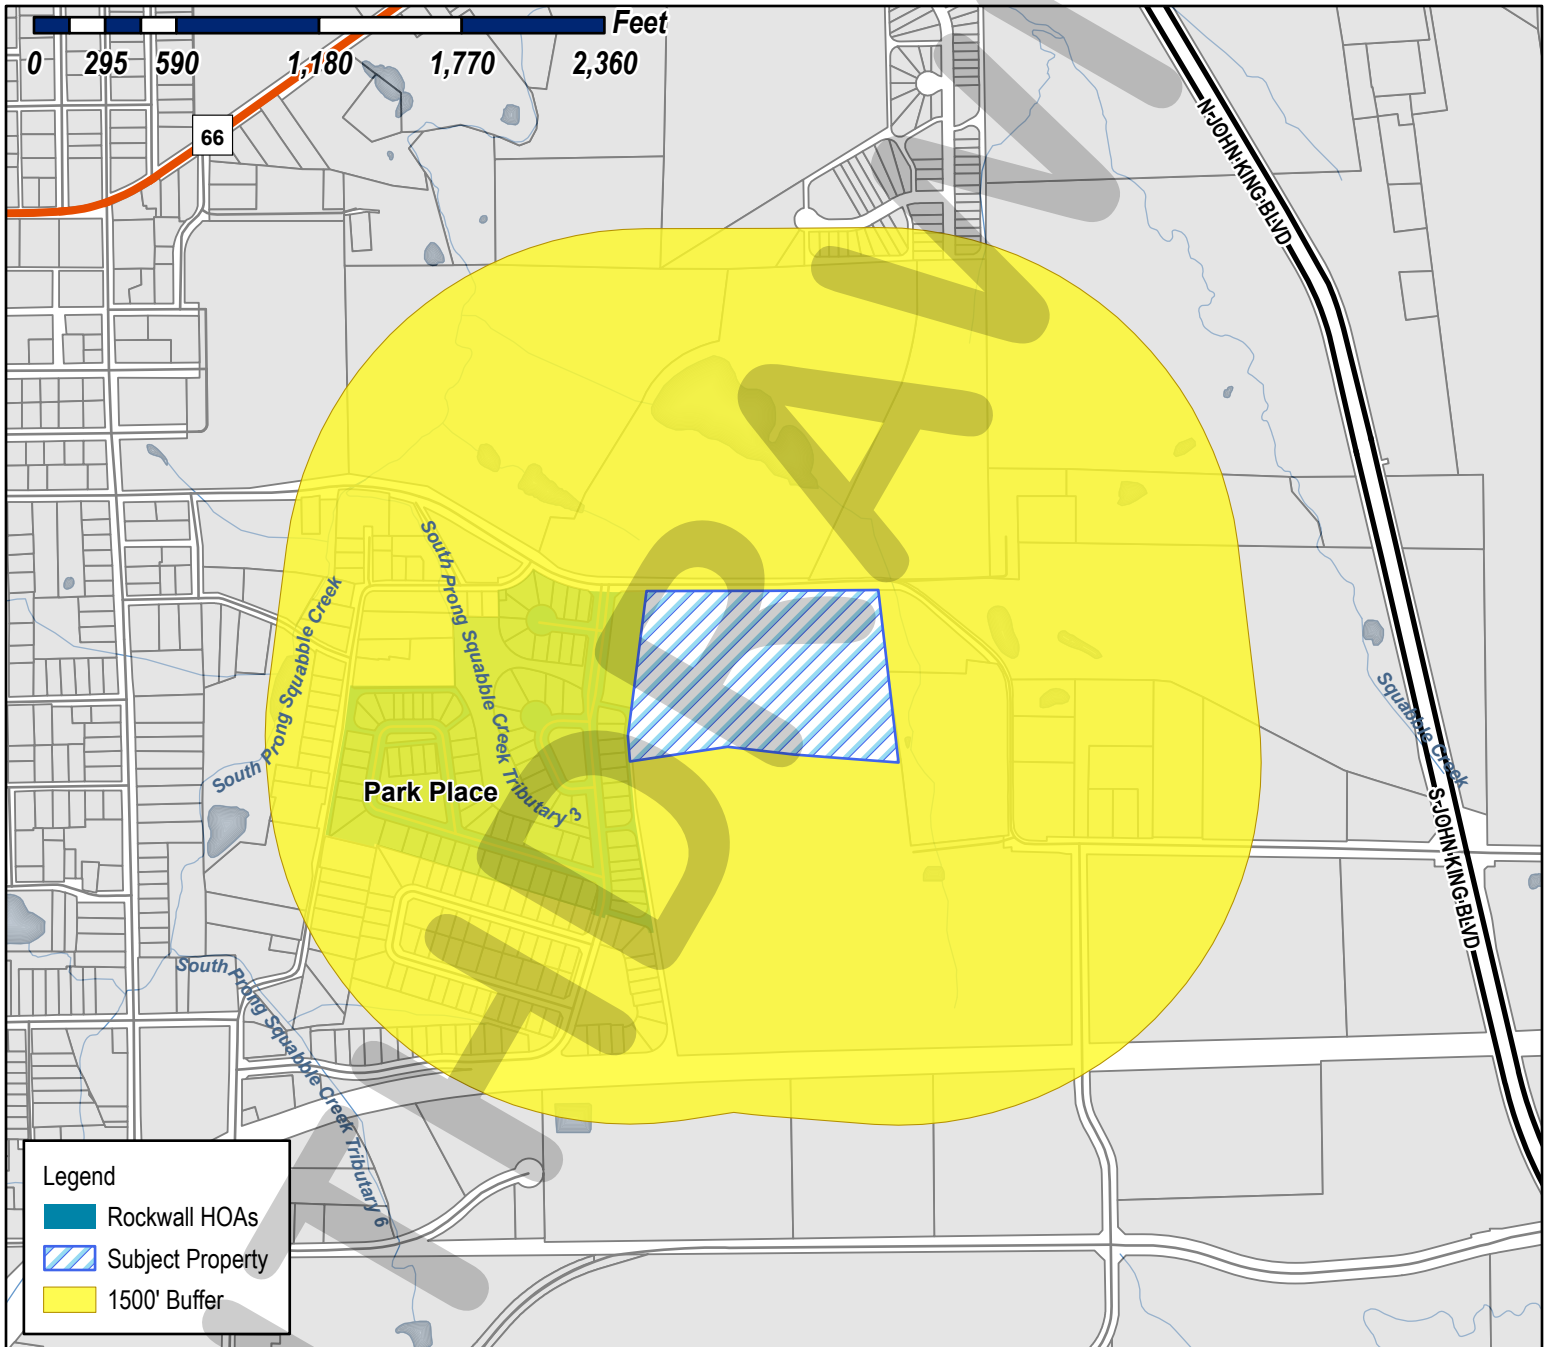 Feet
0 295 590 1,180 1,770 2,360
66
N JOHN KING BLVD
South Prong Squabble Creek
South Prong Squabble Creek Tributary 3
Squabble Creek
S JOHN KING BLVD
Park Place
South Prong Squabble Creek Tributary 6
Legend
Rockwall HOAs
Subject Property
1500' Buffer